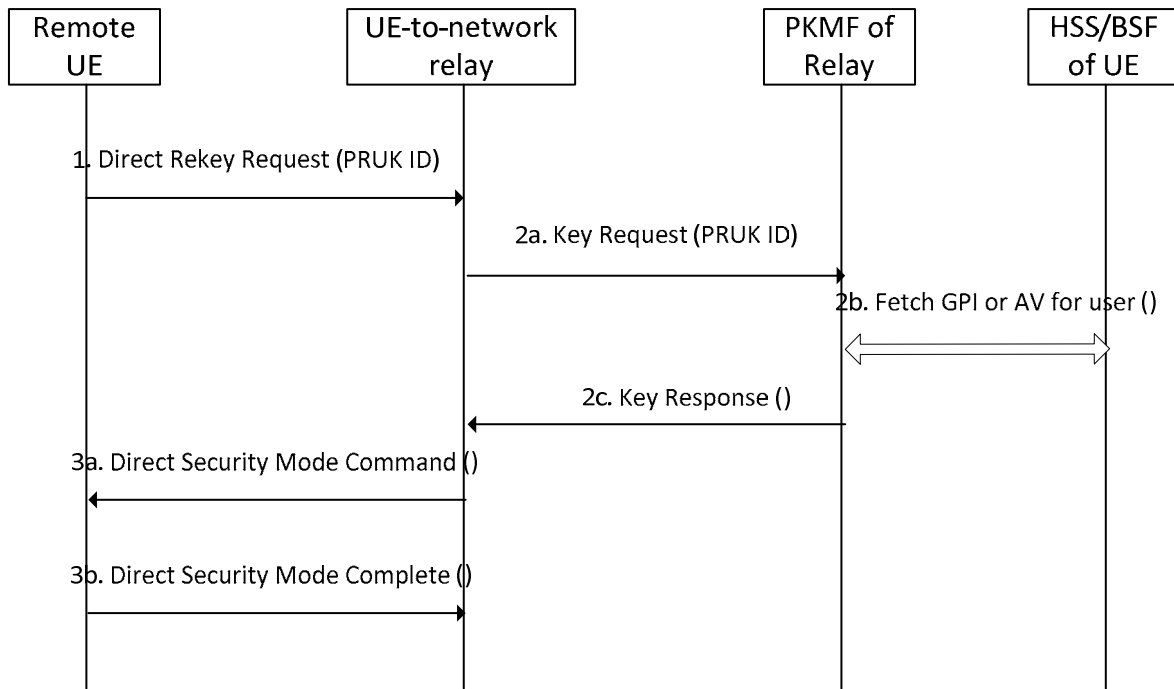 Remote
UE
UE-to-network
relay
PKMF of
Relay
HSS/BSF
of UE
1. Direct Rekey Request (PRUK ID)
2a. Key Request (PRUK ID)
2b. Fetch GPI or AV for user ()
2c. Key Response ()
3a. Direct Security Mode Command ()
3b. Direct Security Mode Complete ()